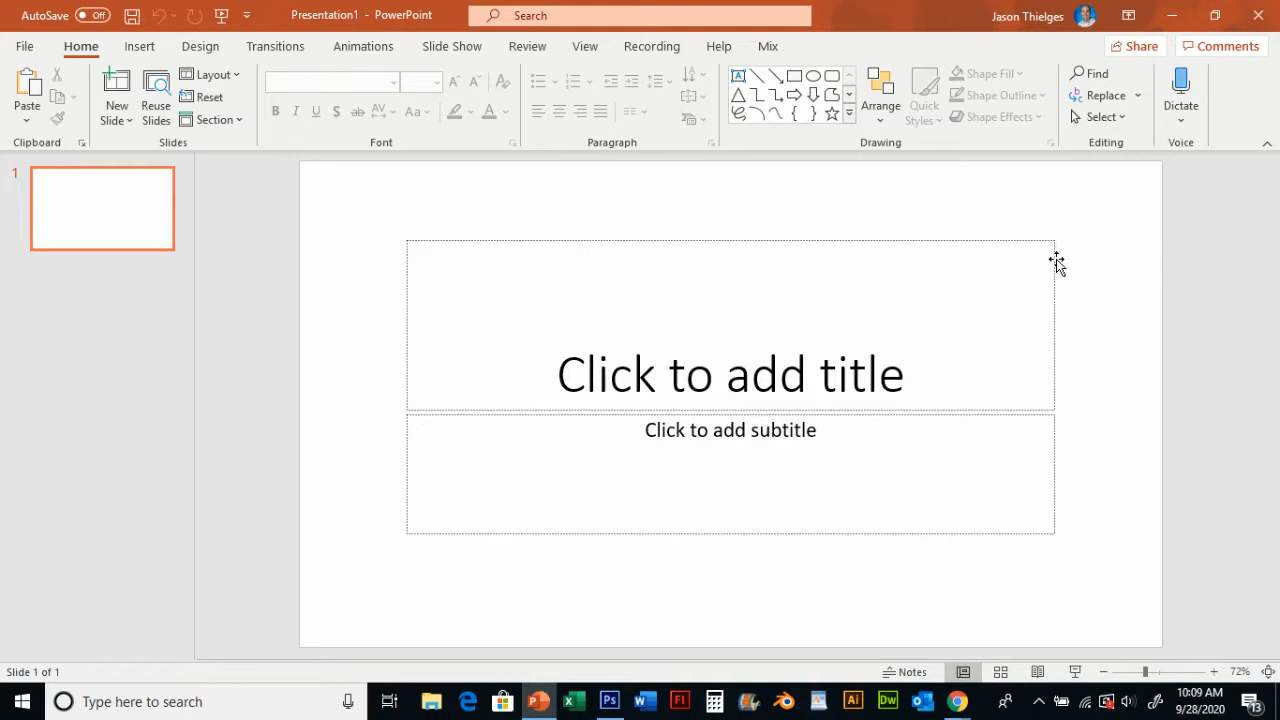 AutoSave Off Presentation1 - PowerPoint Search Jason Thielges
File Home Insert Design Transitions Animations Slide Show Review View Recording Help Mix Share Comments
Paste New Slide Reuse Slides Layout Reset Section
Aa
Arrange Quick Styles Shape Fill Shape Outline Shape Effects
Find Replace Select Dictate
Clipboard Slides Font Paragraph Drawing Editing Voice
1
Click to add title
Click to add subtitle
Slide 1 of 1 Notes 72%
Type here to search 10:09 AM
9/28/2020 13